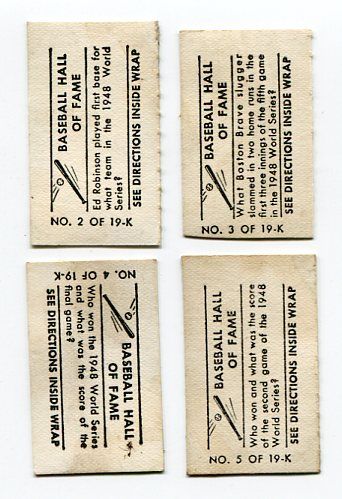 BASEBALL HALL
OF FAME
Ed Robinson played first base for
what team in the 1948 World
Series?
SEE DIRECTIONS INSIDE WRAP
NO. 2 OF 19-K
BASEBALL HALL
OF FAME
What Boston Brave slugger
slammed in two home runs in the
first three innings of the fifth game
in the 1948 World Series?
SEE DIRECTIONS INSIDE WRAP
NO. 3 OF 19-K
BASEBALL HALL
OF FAME
Who won the 1948 World Series
and what was the score of the
final game?
SEE DIRECTIONS INSIDE WRAP
NO. 4 OF 19-K
BASEBALL HALL
OF FAME
Who won and what was the score
of the second game of the 1948
World Series?
SEE DIRECTIONS INSIDE WRAP
NO. 5 OF 19-K